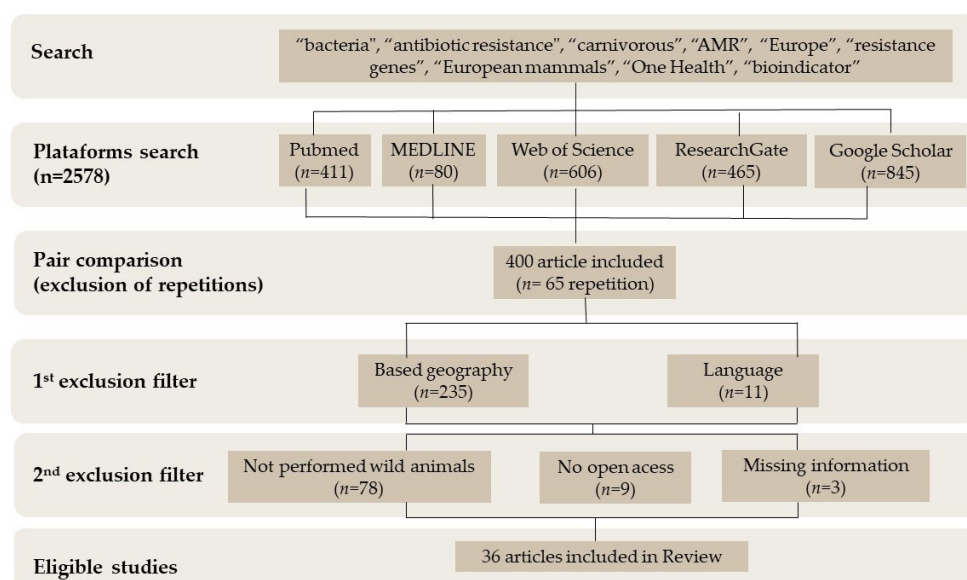 Search
“bacteria", “antibiotic resistance", “carnivorous”, “AMR”, “Europe”, “resistance
genes”, “European mammals”, “One Health”, “bioindicator”
Plataforms search
(n=2578)
Pubmed
(n=411)
MEDLINE
(n=80)
Web of Science
(n=606)
ResearchGate
(n=465)
Google Scholar
(n=845)
Pair comparison
(exclusion of repetitions)
400 article included
(n= 65 repetition)
1st exclusion filter
Based geography
(n=235)
Language
(n=11)
2nd exclusion filter
Not performed wild animals
(n=78)
No open acess
(n=9)
Missing information
(n=3)
Eligible studies
36 articles included in Review